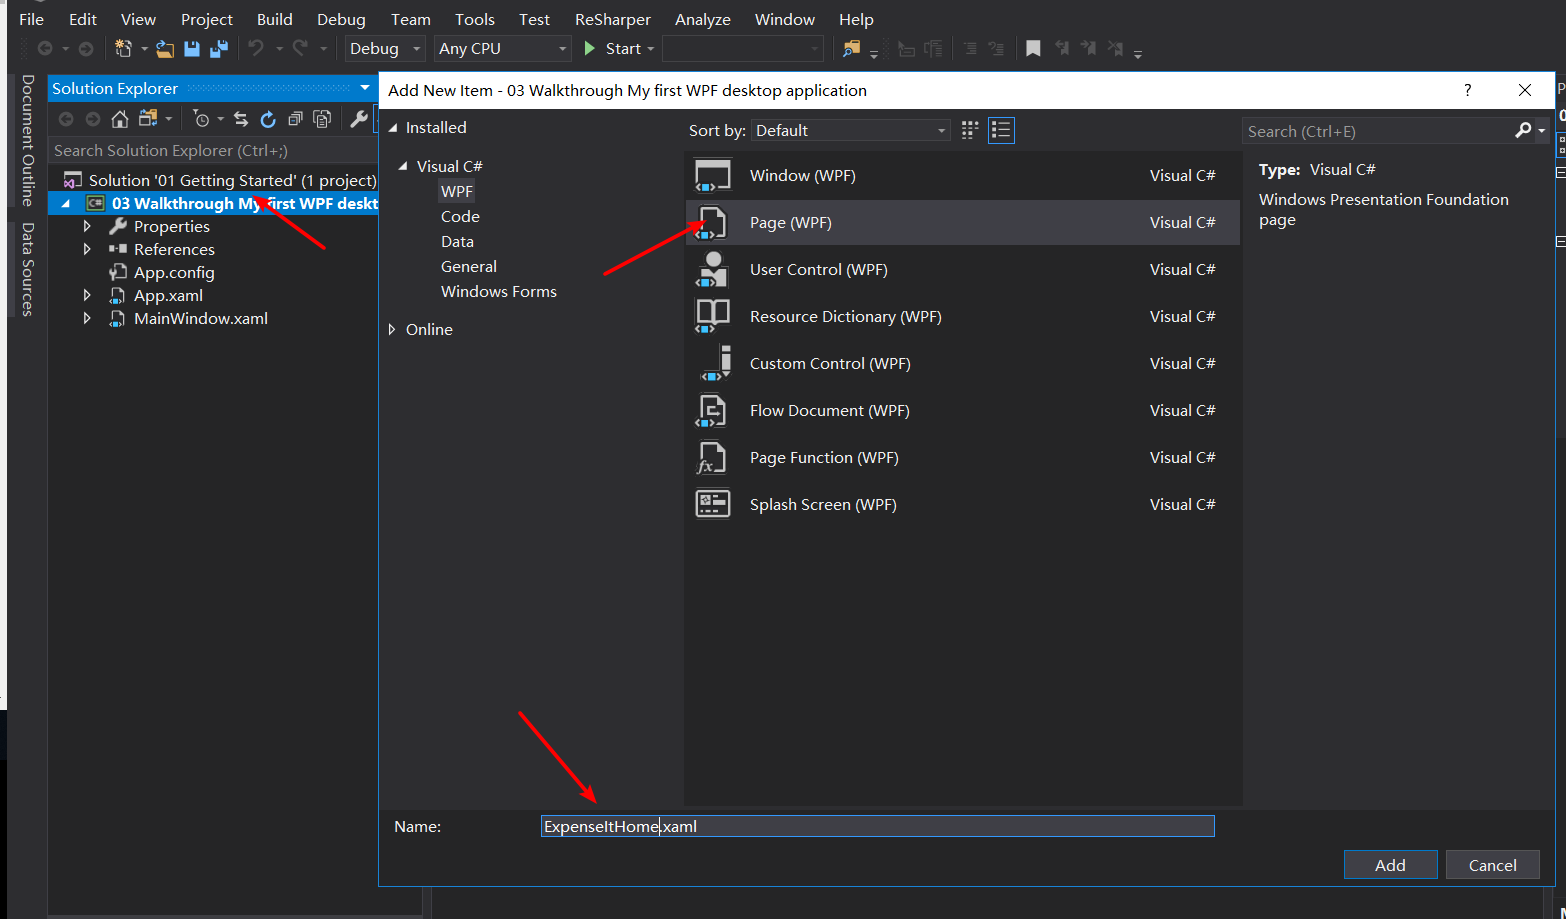 File Edit View Project Build Debug Team Tools Test ReSharper Analyze Window Help
Debug Any CPU Start
Document Outline
Data Sources
Solution Explorer
Search Solution Explorer (Ctrl+;)
Solution '01 Getting Started' (1 project)
C# 03 Walkthrough My first WPF deskt
Properties
References
App.config
App.xaml
MainWindow.xaml
Add New Item - 03 Walkthrough My first WPF desktop application ?
Installed
Visual C#
WPF
Code
Data
General
Windows Forms
Online
Sort by: Default
Window (WPF) Visual C#
Page (WPF) Visual C#
User Control (WPF) Visual C#
Resource Dictionary (WPF) Visual C#
Custom Control (WPF) Visual C#
Flow Document (WPF) Visual C#
Page Function (WPF) Visual C#
Splash Screen (WPF) Visual C#
Search (Ctrl+E)
Type: Visual C#
Windows Presentation Foundation
page
Name: ExpenseItHome.xaml
Add Cancel